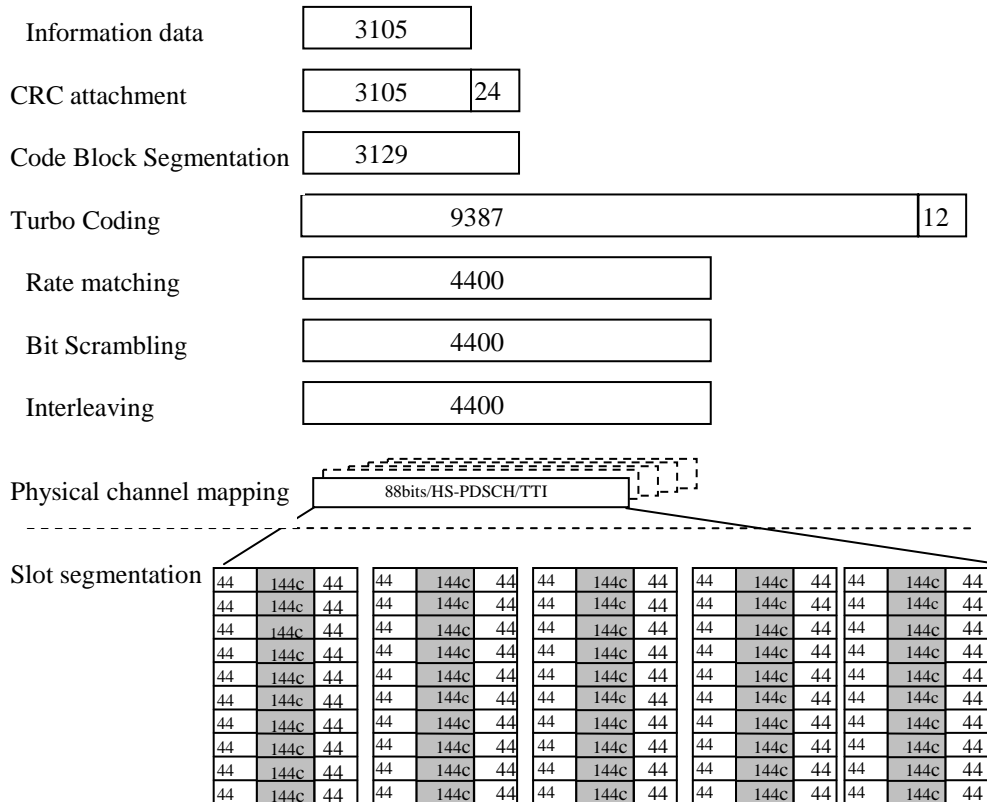 Information data 3105
CRC attachment 3105 24
Code Block Segmentation 3129
Turbo Coding 9387 12
Rate matching 4400
Bit Scrambling 4400
Interleaving 4400
Physical channel mapping 88bits/HS-PDSCH/TTI
Slot segmentation 44 144c 44 44 144c 44 44 144c 44 44 144c 44 44 144c 44
44 144c 44 44 144c 44 44 144c 44 44 144c 44 44 144c 44
44 144c 44 44 144c 44 44 144c 44 44 144c 44 44 144c 44
44 144c 44 44 144c 44 44 144c 44 44 144c 44 44 144c 44
44 144c 44 44 144c 44 44 144c 44 44 144c 44 44 144c 44
44 144c 44 44 144c 44 44 144c 44 44 144c 44 44 144c 44
44 144c 44 44 144c 44 44 144c 44 44 144c 44 44 144c 44
44 144c 44 44 144c 44 44 144c 44 44 144c 44 44 144c 44
44 144c 44 44 144c 44 44 144c 44 44 144c 44 44 144c 44
44 144c 44 44 144c 44 44 144c 44 44 144c 44 44 144c 44